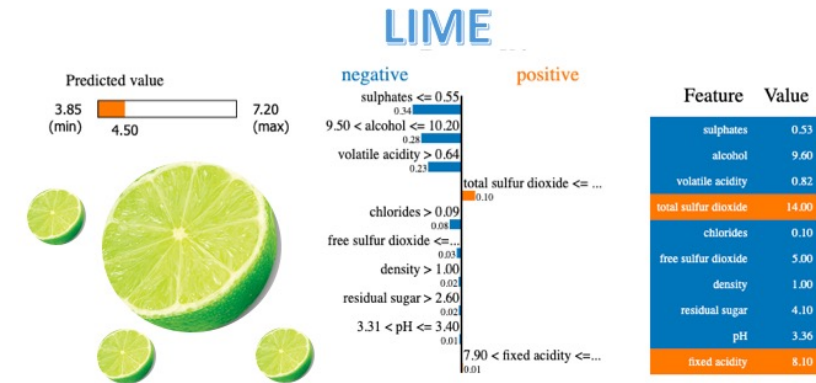 LIME
Predicted value
3.85
(min)
4.50
7.20
(max)
negative
positive
sulphates <= 0.55
0.34
9.50 < alcohol <= 10.20
0.28
volatile acidity > 0.64
0.23
total sulfur dioxide <= ...
0.10
chlorides > 0.09
0.08
free sulfur dioxide <=...
0.03
density > 1.00
0.02
residual sugar > 2.60
0.02
3.31 < pH <= 3.40
0.01
7.90 < fixed acidity <=...
0.01
Feature Value
sulphates 0.53
alcohol 9.60
volatile acidity 0.82
total sulfur dioxide 14.00
chlorides 0.10
free sulfur dioxide 5.00
density 1.00
residual sugar 4.10
pH 3.36
fixed acidity 8.10